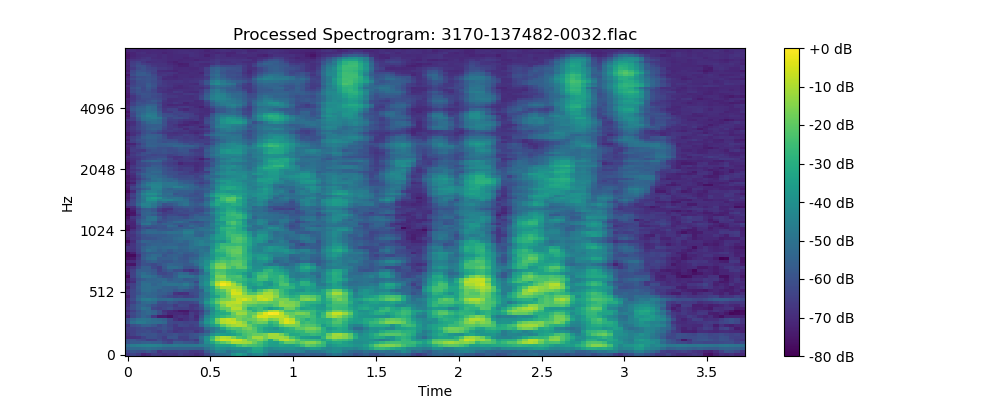 Processed Spectrogram: 3170-137482-0032.flac
Hz
4096
2048
1024
512
0
0 0.5 1 1.5 2 2.5 3 3.5
Time
+0 dB
-10 dB
-20 dB
-30 dB
-40 dB
-50 dB
-60 dB
-70 dB
-80 dB